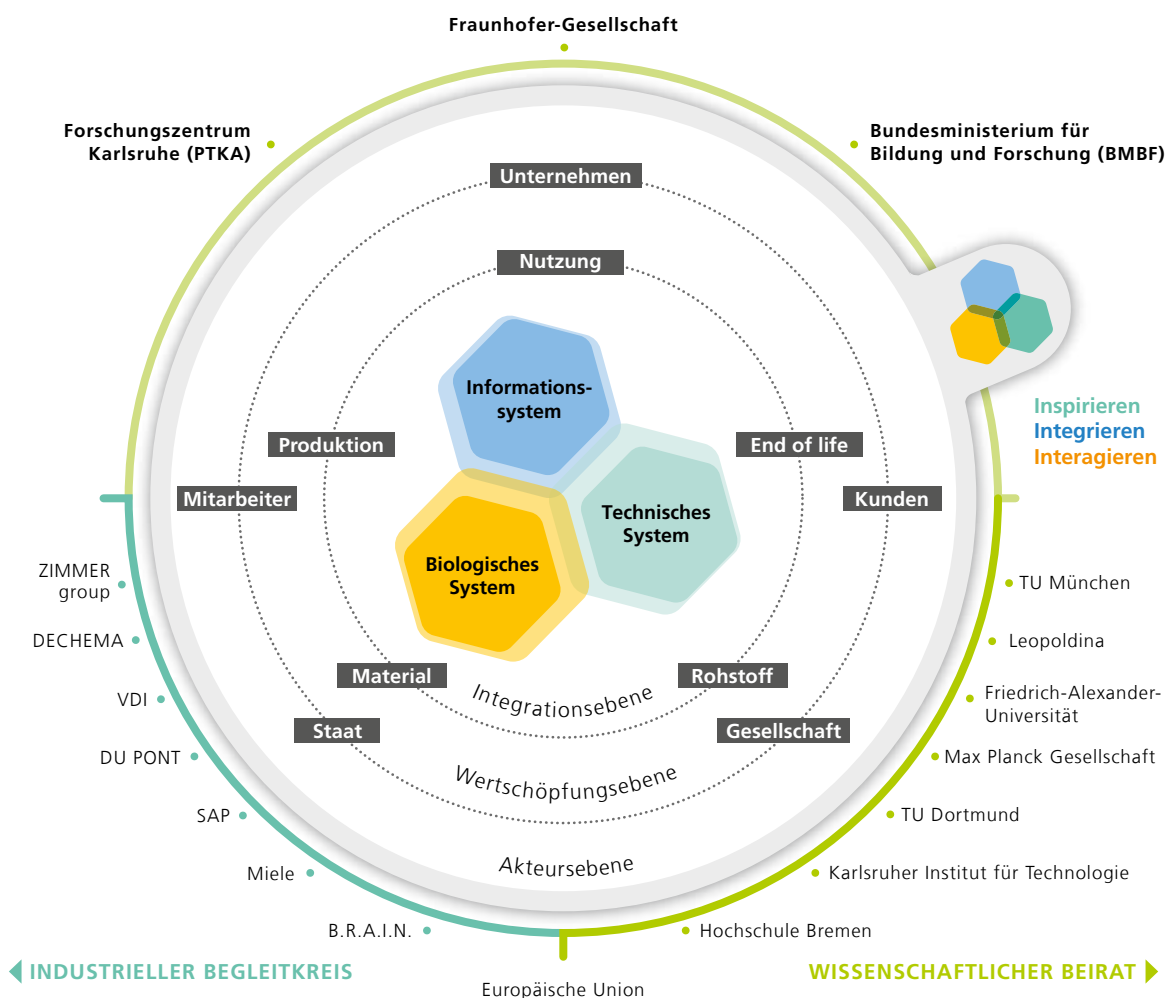 Fraunhofer-Gesellschaft
Forschungszentrum
Karlsruhe (PTKA)
Bundesministerium für
Bildung und Forschung (BMBF)
Unternehmen
Nutzung
Informations-
system
Inspirieren
Integrieren
Interagieren
Produktion
End of life
Mitarbeiter
Kunden
Technisches
System
Biologisches
System
ZIMMER
group
TU München
DECHEMA
Leopoldina
Material
Rohstoff
Integrationsebene
VDI
Friedrich-Alexander-
Universität
Staat
Gesellschaft
DU PONT
Max Planck Gesellschaft
Wertschöpfungsebene
SAP
TU Dortmund
Akteursebene
Miele
Karlsruher Institut für Technologie
B.R.A.I.N.
Hochschule Bremen
INDUSTRIELLER BEGLEITKREIS
WISSENSCHAFTLICHER BEIRAT
Europäische Union